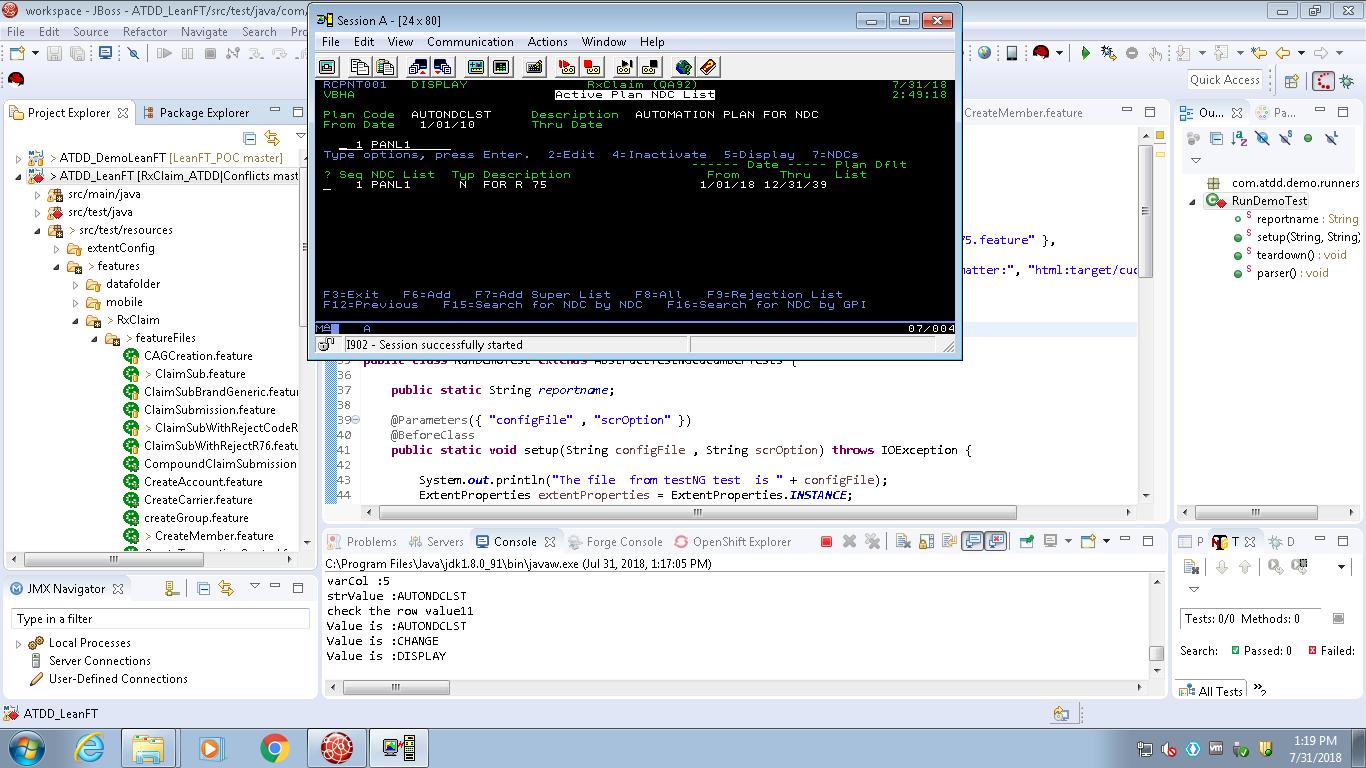 workspace - JBoss - ATDD_LeanFT/src/test/java/com/
File Edit Source Refactor Navigate Search Pro
Session A - [24 x 80]
File Edit View Communication Actions Window Help
RCPNT001 DISPLAY RxClaim (QA92) 7/31/18
VBHA Active Plan NDC List 2:49:18
Plan Code AUTONDCLST Description AUTOMATION PLAN FOR NDC
From Date 1/01/10 Thru Date
_ 1 PANL1
Type options, press Enter. 2=Edit 4=Inactivate 5=Display 7=NDCs
------ Date ----- Plan Dflt
? Seq NDC List Typ Description From Thru List
_ 1 PANL1 N FOR R 75 1/01/18 12/31/39
F3=Exit F6=Add F7=Add Super List F8=All F9=Rejection List
F12=Previous F15=Search for NDC by NDC F16=Search for NDC by GPI
MA A 07/004
I902 - Session successfully started
Quick Access
Project Explorer Package Explorer
> ATDD_DemoLeanFT [LeanFT_POC master]
> ATDD_LeanFT [RxClaim_ATDD|Conflicts mast
src/main/java
src/test/java
> src/test/resources
extentConfig
> features
datafolder
mobile
> RxClaim
> featureFiles
CAGCreation.feature
> ClaimSub.feature
ClaimSubBrandGeneric.featu
ClaimSubmission.feature
> ClaimSubWithRejectCodeR
ClaimSubWithRejectR76.featu
CompoundClaimSubmission
CreateAccount.feature
CreateCarrier.feature
createGroup.feature
> CreateMember.feature
CreateMember.feature
75.feature" },
matter:", "html:target/cuc
36
37 public static String reportname;
38
39 @Parameters({ "configFile" , "scrOption" })
40 @BeforeClass
41 public static void setup(String configFile , String scrOption) throws IOException {
42
43 System.out.println("The file from testNG test is " + configFile);
44 ExtentProperties extentProperties = ExtentProperties.INSTANCE;
Ou... Pa...
com.atdd.demo.runners
RunDemoTest
reportname : String
setup(String, String)
teardown() : void
parser() : void
JMX Navigator
Type in a filter
Local Processes
Server Connections
User-Defined Connections
Problems Servers Console Forge Console OpenShift Explorer
C:\Program Files\Java\jdk1.8.0_91\bin\javaw.exe (Jul 31, 2018, 1:17:05 PM)
varCol :5
strValue :AUTONDCLST
check the row value11
Value is :AUTONDCLST
Value is :CHANGE
Value is :DISPLAY
P T D
Tests: 0/0 Methods: 0
Search: Passed: 0 Failed:
All Tests
ATDD_LeanFT
1:19 PM
7/31/2018